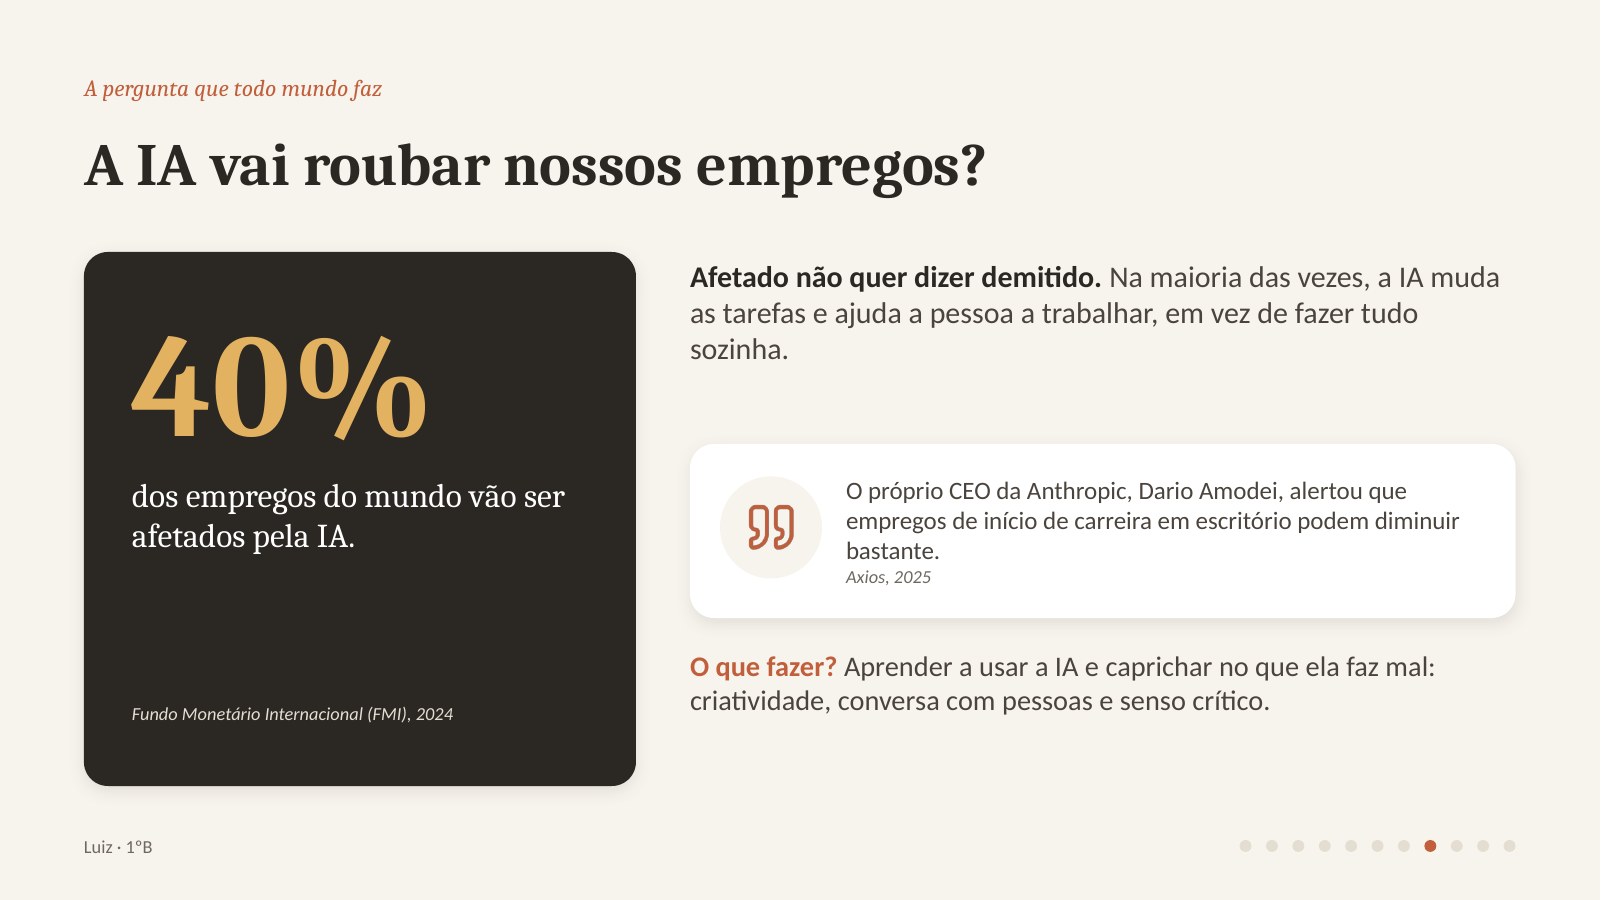 A pergunta que todo mundo faz
A IA vai roubar nossos empregos?
40%
dos empregos do mundo vão ser
afetados pela IA.
Fundo Monetário Internacional (FMI), 2024
Afetado não quer dizer demitido. Na maioria das vezes, a IA muda
as tarefas e ajuda a pessoa a trabalhar, em vez de fazer tudo
sozinha.
O próprio CEO da Anthropic, Dario Amodei, alertou que
empregos de início de carreira em escritório podem diminuir
bastante.
Axios, 2025
O que fazer? Aprender a usar a IA e caprichar no que ela faz mal:
criatividade, conversa com pessoas e senso crítico.
Luiz · 1ºB